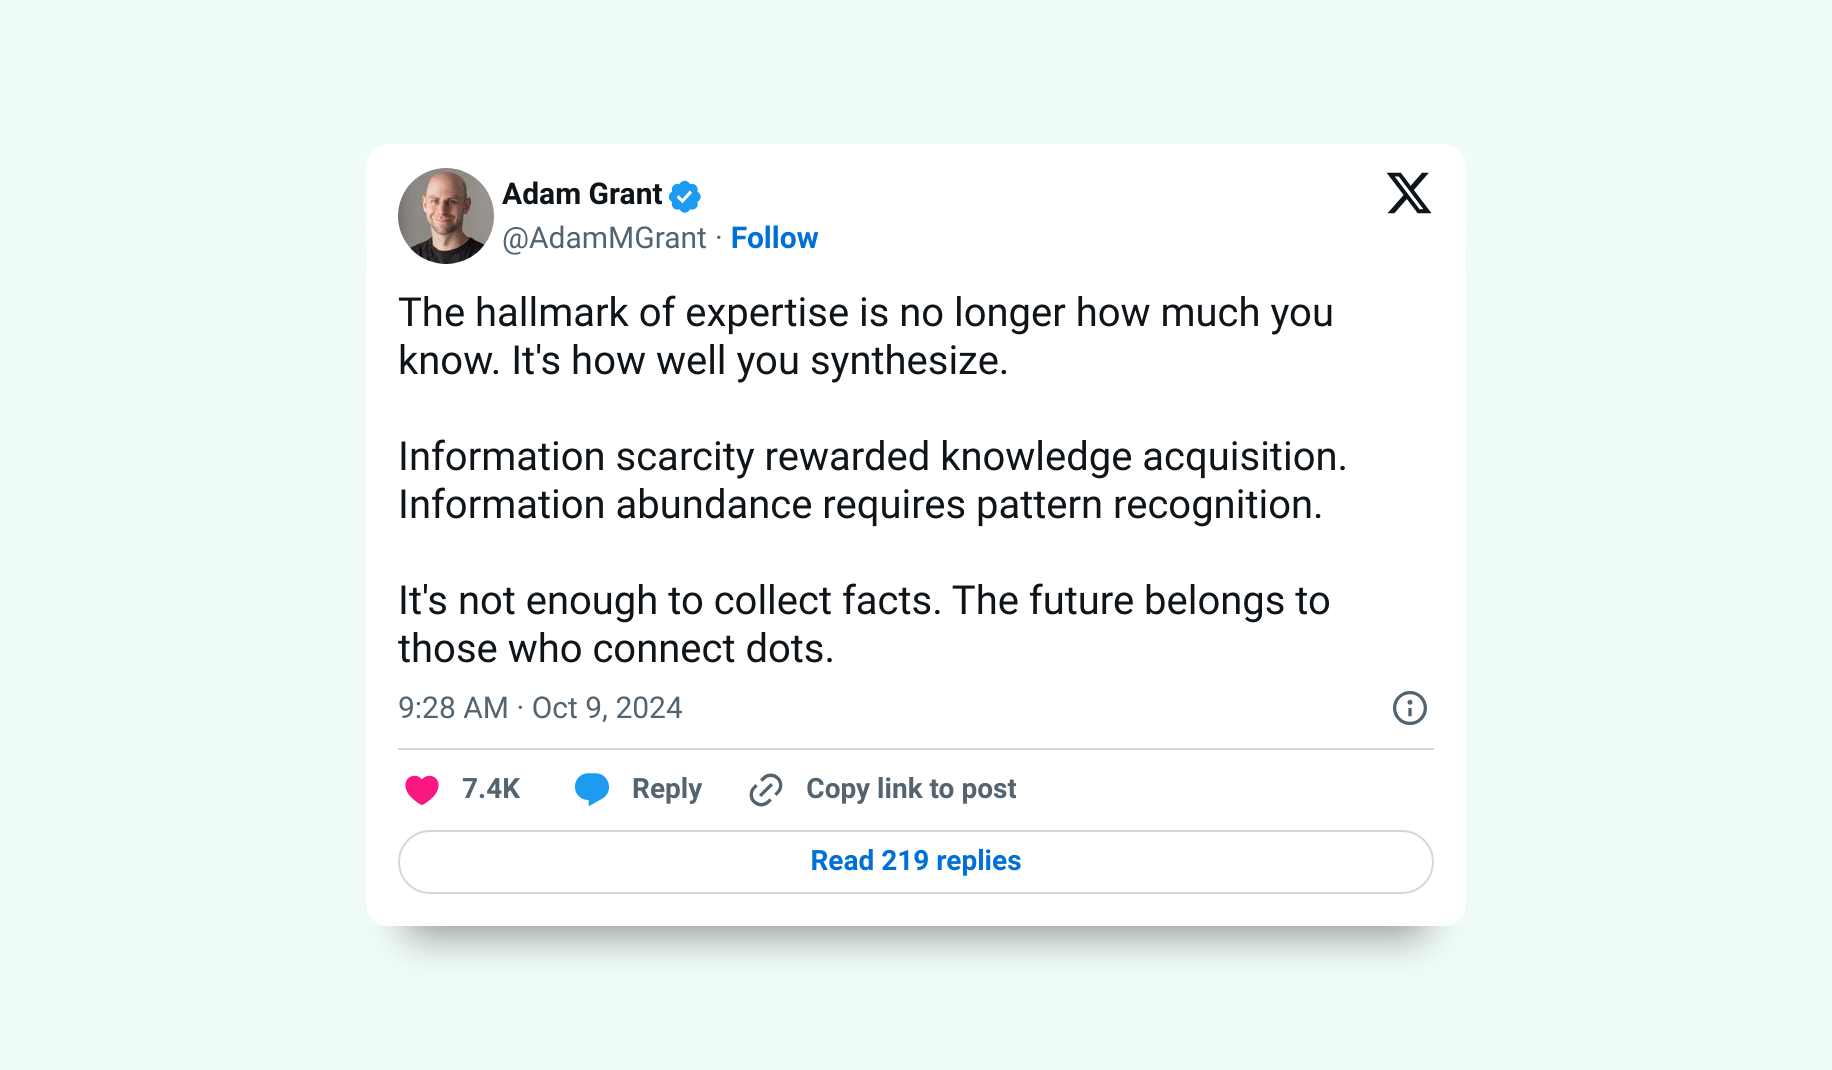 Adam Grant
@AdamMGrant · Follow
The hallmark of expertise is no longer how much you
know. It's how well you synthesize.
Information scarcity rewarded knowledge acquisition.
Information abundance requires pattern recognition.
It's not enough to collect facts. The future belongs to
those who connect dots.
9:28 AM · Oct 9, 2024
7.4K Reply Copy link to post
Read 219 replies